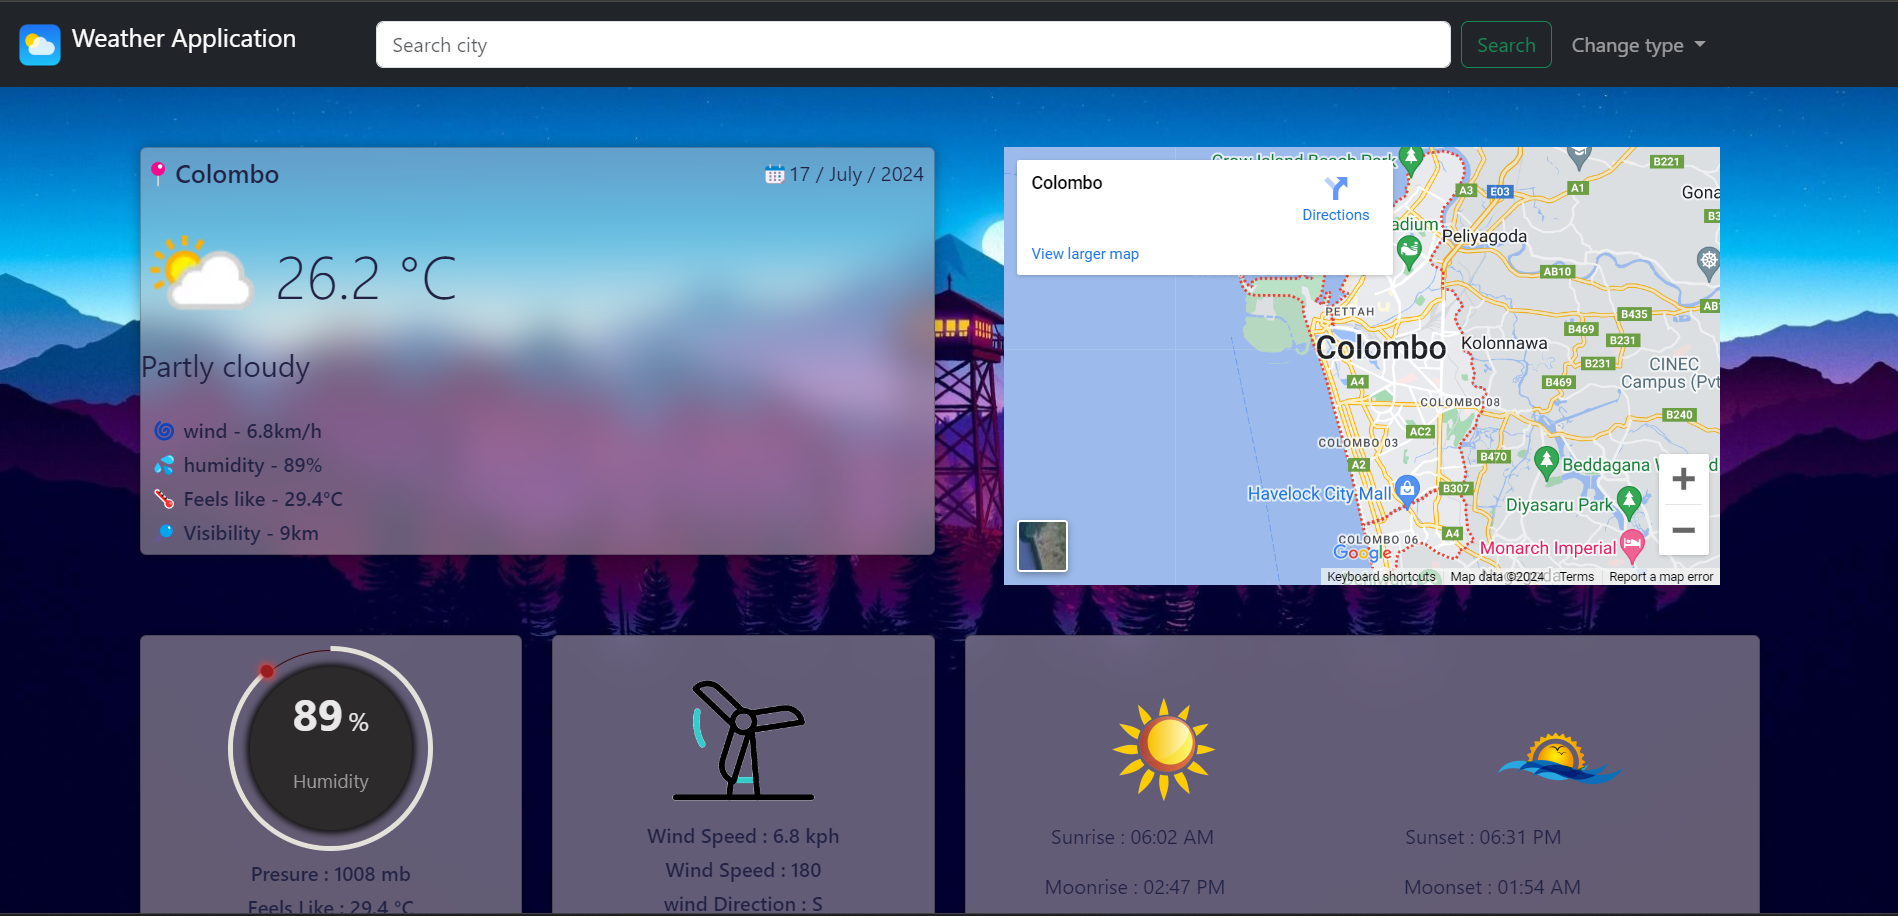 Weather Application
Search city
Search
Change type
Colombo
17 / July / 2024
26.2 °C
Partly cloudy
wind - 6.8km/h
humidity - 89%
Feels like - 29.4°C
Visibility - 9km
Colombo
Directions
View larger map
Crow Island Beach Park
B221
A3
E03
A1
Gona
B3
adium
Peliyagoda
AB10
AB
PETTAH
B435
B469
B231
Colombo
Kolonnawa
B231
CINEC
Campus (Pvt
A4
B469
COLOMBO 08
B240
AC2
COLOMBO 03
A2
B470
Beddagana W
d
Havelock City Mall
B307
Diyasaru Park
A4
COLOMBO 06
Google
Monarch Imperial
Keyboard shortcuts
Map data ©2024
Terms
Report a map error
89 %
Humidity
Presure : 1008 mb
Feels Like : 29.4 °C
Wind Speed : 6.8 kph
Wind Speed : 180
wind Direction : S
Sunrise : 06:02 AM
Sunset : 06:31 PM
Moonrise : 02:47 PM
Moonset : 01:54 AM